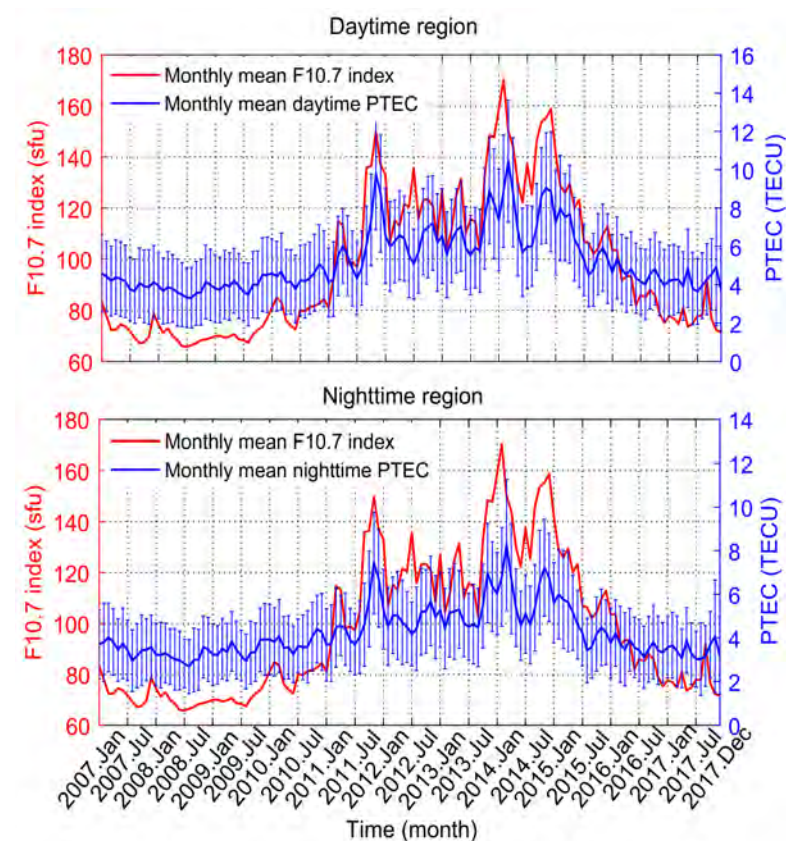 Daytime region
Monthly mean F10.7 index
Monthly mean daytime PTEC
F10.7 index (sfu)
180
160
140
120
100
80
60
PTEC (TECU)
16
14
12
10
8
6
4
2
0
Nighttime region
Monthly mean F10.7 index
Monthly mean nighttime PTEC
F10.7 index (sfu)
180
160
140
120
100
80
60
PTEC (TECU)
14
12
10
8
6
4
2
0
2007.Jan
2007.Jul
2008.Jan
2008.Jul
2009.Jan
2009.Jul
2010.Jan
2010.Jul
2011.Jan
2011.Jul
2012.Jan
2012.Jul
2013.Jan
2013.Jul
2014.Jan
2014.Jul
2015.Jan
2015.Jul
2016.Jan
2016.Jul
2017.Jan
2017.Jul
2017.Dec
Time (month)